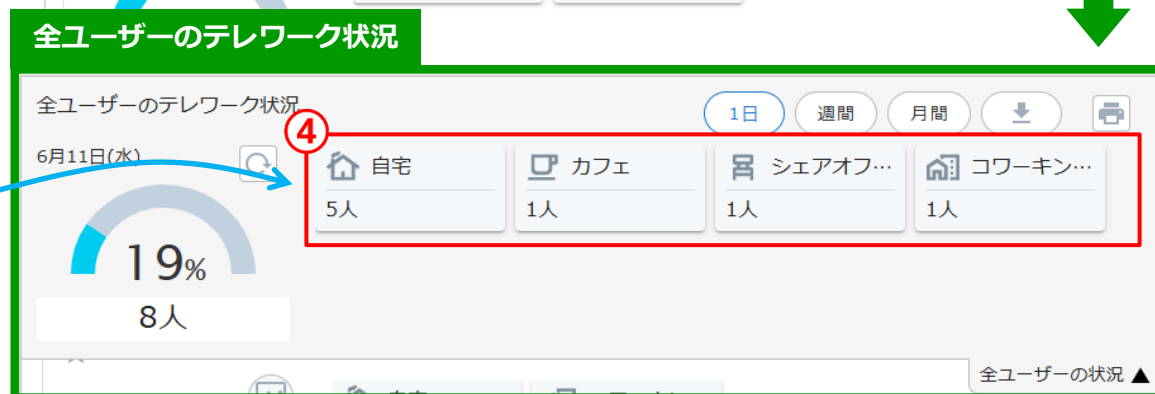 全ユーザーのテレワーク状況
全ユーザーのテレワーク状況
1日 週間 月間
④
6月11日(水)
自宅 カフェ シェアオフ… コワーキン…
5人 1人 1人 1人
19%
8人
全ユーザーの状況 ▲